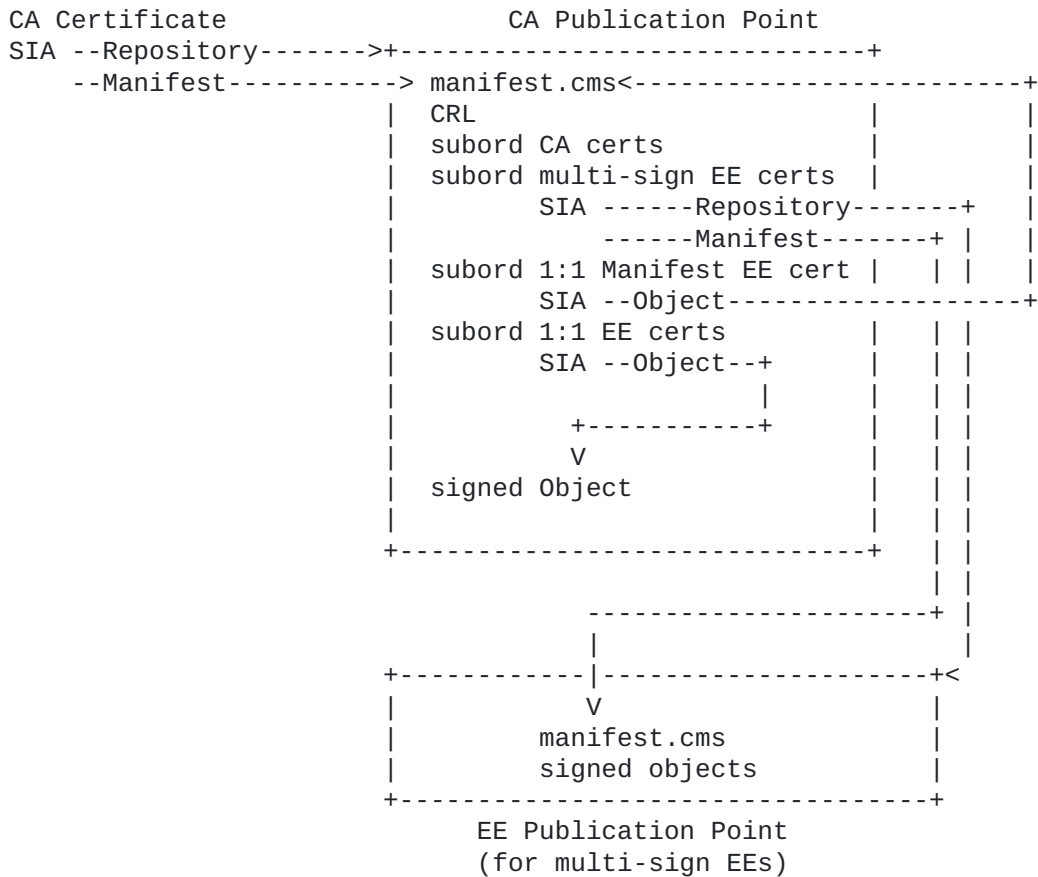 CA Certificate CA Publication Point
SIA --Repository------->+------------------------------+
--Manifest-----------> manifest.cms<-------------------------+
| CRL | |
| subord CA certs | |
| subord multi-sign EE certs | |
| SIA ------Repository-------+ |
| ------Manifest-------+ | |
| subord 1:1 Manifest EE cert | | | |
| SIA --Object-------------------+
| subord 1:1 EE certs | | |
| SIA --Object--+ | | |
| | | | |
| +-----------+ | | |
| V | | |
| signed Object | | |
| | | |
+------------------------------+ | |
| |
----------------------+ |
| |
+------------|---------------------+<
| V |
| manifest.cms |
| signed objects |
+----------------------------------+
EE Publication Point
(for multi-sign EEs)